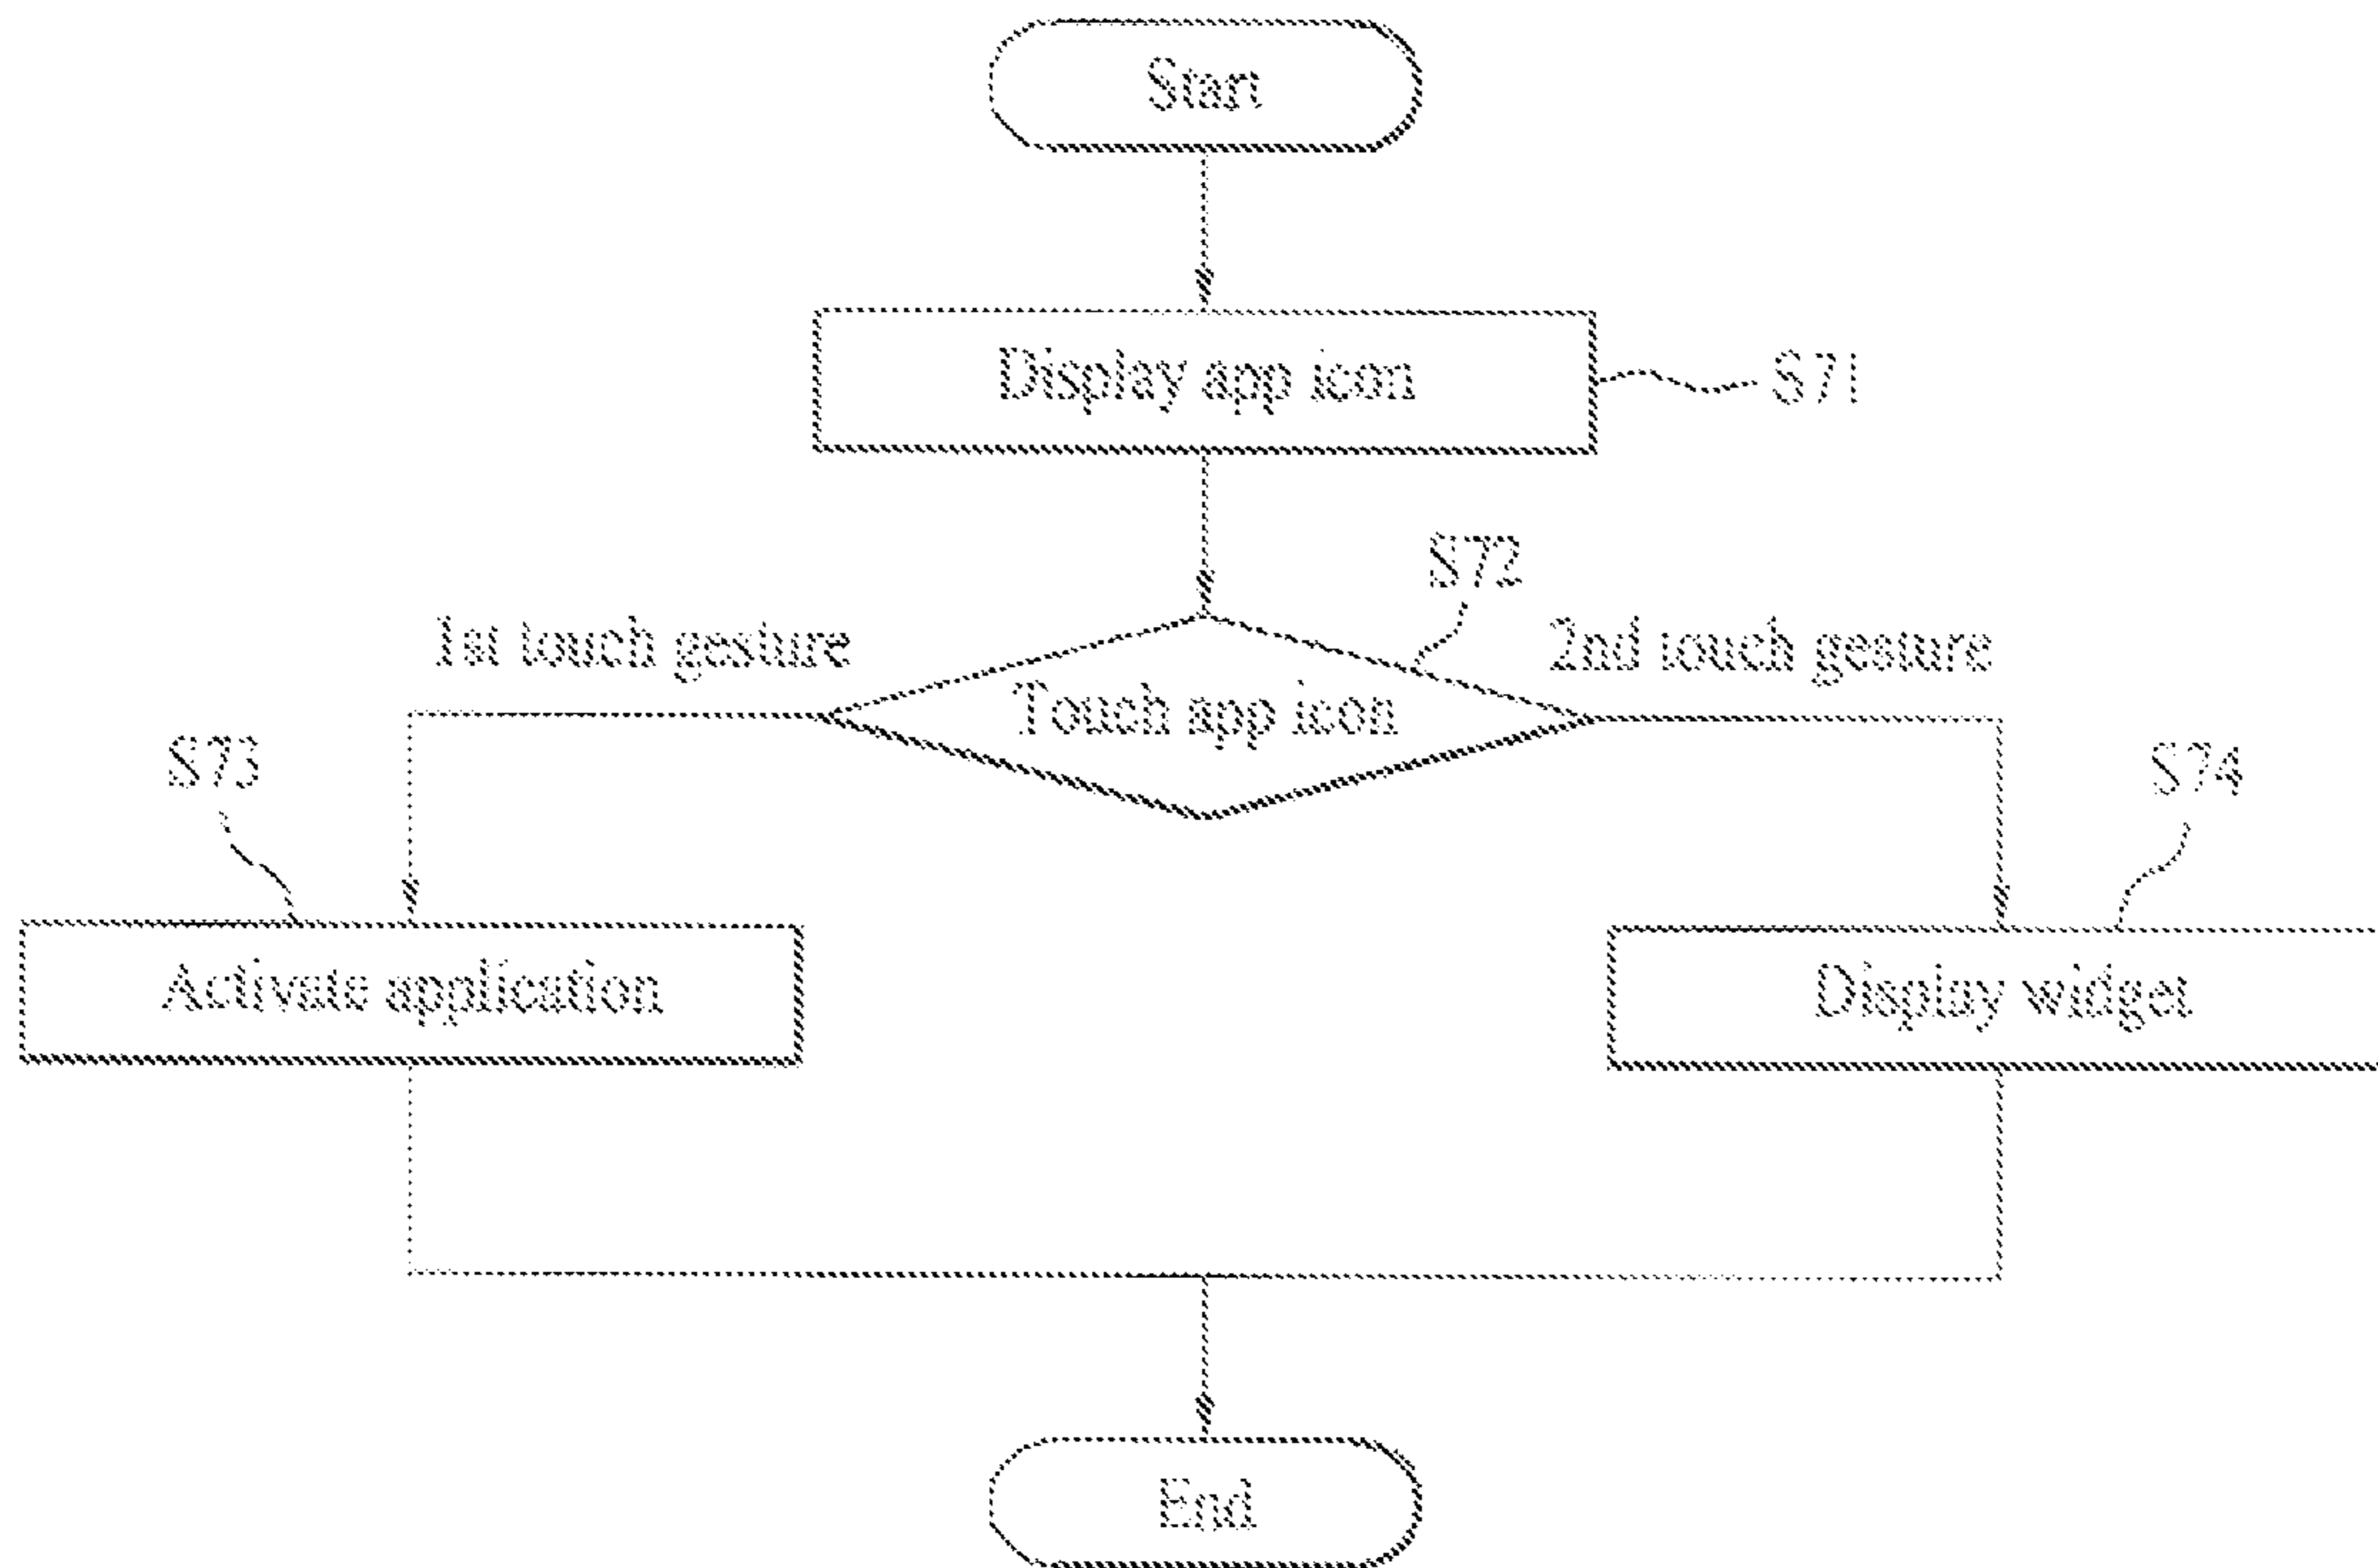 Start
Display app icon
S71
S72
1st touch gesture
2nd touch gesture
Touch app icon
S73
S74
Activate application
Display widget
End